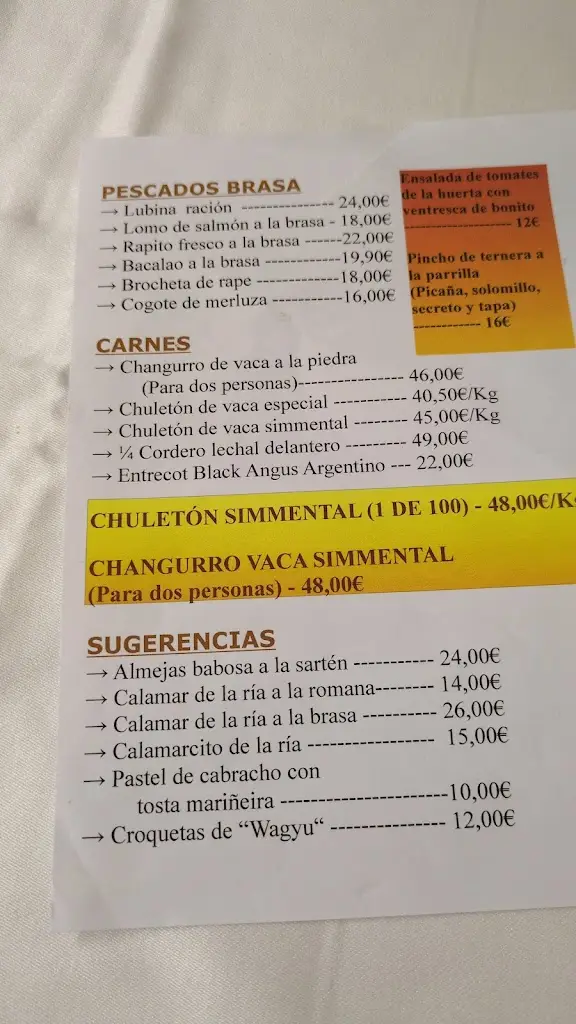 PESCADOS BRASA
→ Lubina ración --------------- 24,00€
→ Lomo de salmón a la brasa - 18,00€
→ Rapito fresco a la brasa ------22,00€
→ Bacalao a la brasa ------------19,90€
→ Brocheta de rape -------------18,00€
→ Cogote de merluza -----------16,00€
Ensalada de tomates
de la huerta con
ventresca de bonito
----------------- 12€
Pincho de ternera a
la parrilla
(Picaña, solomillo,
secreto y tapa)
----------- 16€
CARNES
→ Changurro de vaca a la piedra
(Para dos personas)---------------- 46,00€
→ Chuletón de vaca especial ----------- 40,50€/Kg
→ Chuletón de vaca simmental -------- 45,00€/Kg
→ ¼ Cordero lechal delantero --------- 49,00€
→ Entrecot Black Angus Argentino --- 22,00€
CHULETÓN SIMMENTAL (1 DE 100) - 48,00€/K
CHANGURRO VACA SIMMENTAL
(Para dos personas) - 48,00€
SUGERENCIAS
→ Almejas babosa a la sartén ----------- 24,00€
→ Calamar de la ría a la romana-------- 14,00€
→ Calamar de la ría a la brasa ---------- 26,00€
→ Calamarcito de la ría ----------------- 15,00€
→ Pastel de cabracho con
tosta mariñeira -----------------------10,00€
→ Croquetas de “Wagyu“ ---------------- 12,00€